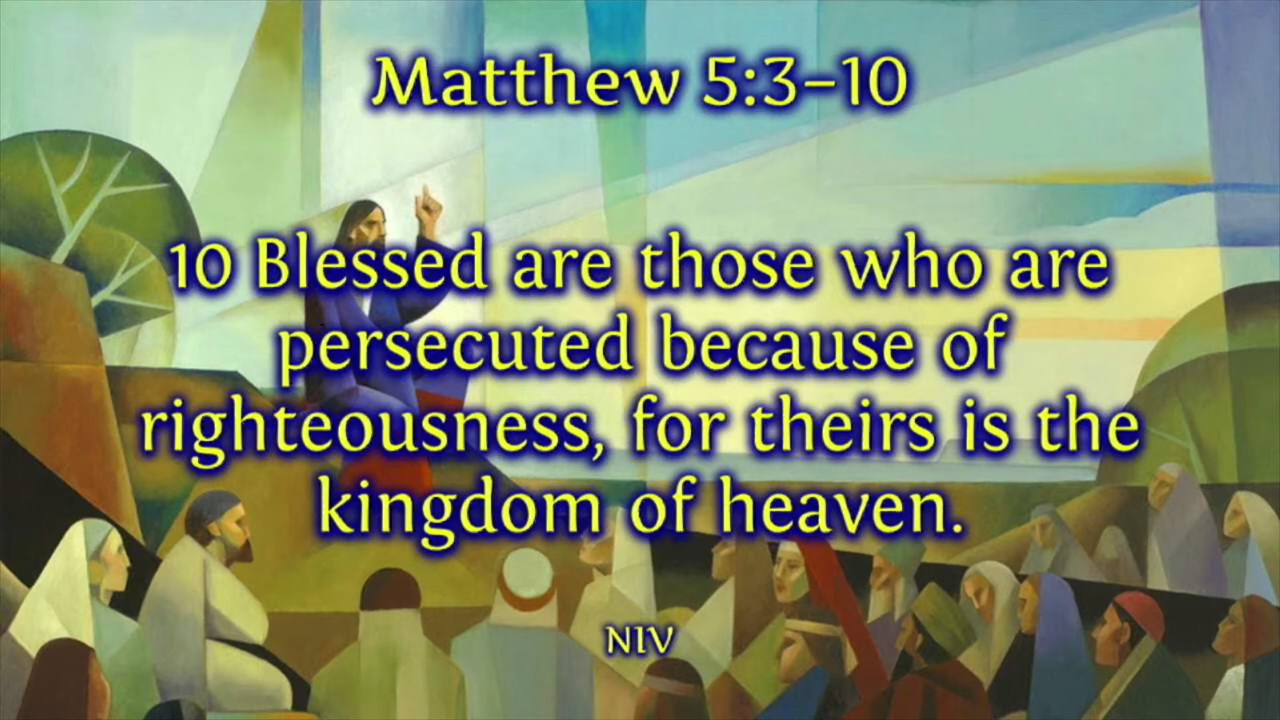 Matthew 5:3–10
10 Blessed are those who are
persecuted because of
righteousness, for theirs is the
kingdom of heaven.
NIV